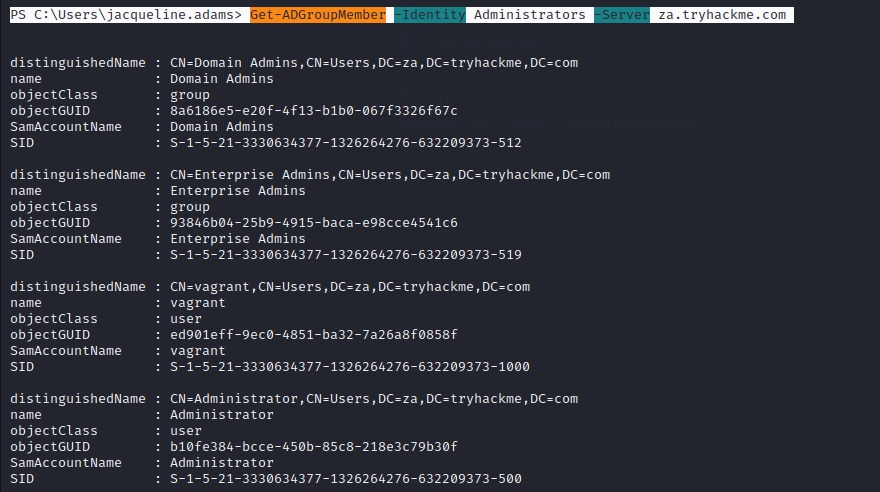 PS C:\Users\jacqueline.adams> Get-ADGroupMember -Identity Administrators -Server za.tryhackme.com
distinguishedName : CN=Domain Admins,CN=Users,DC=za,DC=tryhackme,DC=com
name              : Domain Admins
objectClass       : group
objectGUID        : 8a6186e5-e20f-4f13-b1b0-067f3326f67c
SamAccountName    : Domain Admins
SID               : S-1-5-21-3330634377-1326264276-632209373-512
distinguishedName : CN=Enterprise Admins,CN=Users,DC=za,DC=tryhackme,DC=com
name              : Enterprise Admins
objectClass       : group
objectGUID        : 93846b04-25b9-4915-baca-e98cce4541c6
SamAccountName    : Enterprise Admins
SID               : S-1-5-21-3330634377-1326264276-632209373-519
distinguishedName : CN=vagrant,CN=Users,DC=za,DC=tryhackme,DC=com
name              : vagrant
objectClass       : user
objectGUID        : ed901eff-9ec0-4851-ba32-7a26a8f0858f
SamAccountName    : vagrant
SID               : S-1-5-21-3330634377-1326264276-632209373-1000
distinguishedName : CN=Administrator,CN=Users,DC=za,DC=tryhackme,DC=com
name              : Administrator
objectClass       : user
objectGUID        : b10fe384-bcce-450b-85c8-218e3c79b30f
SamAccountName    : Administrator
SID               : S-1-5-21-3330634377-1326264276-632209373-500